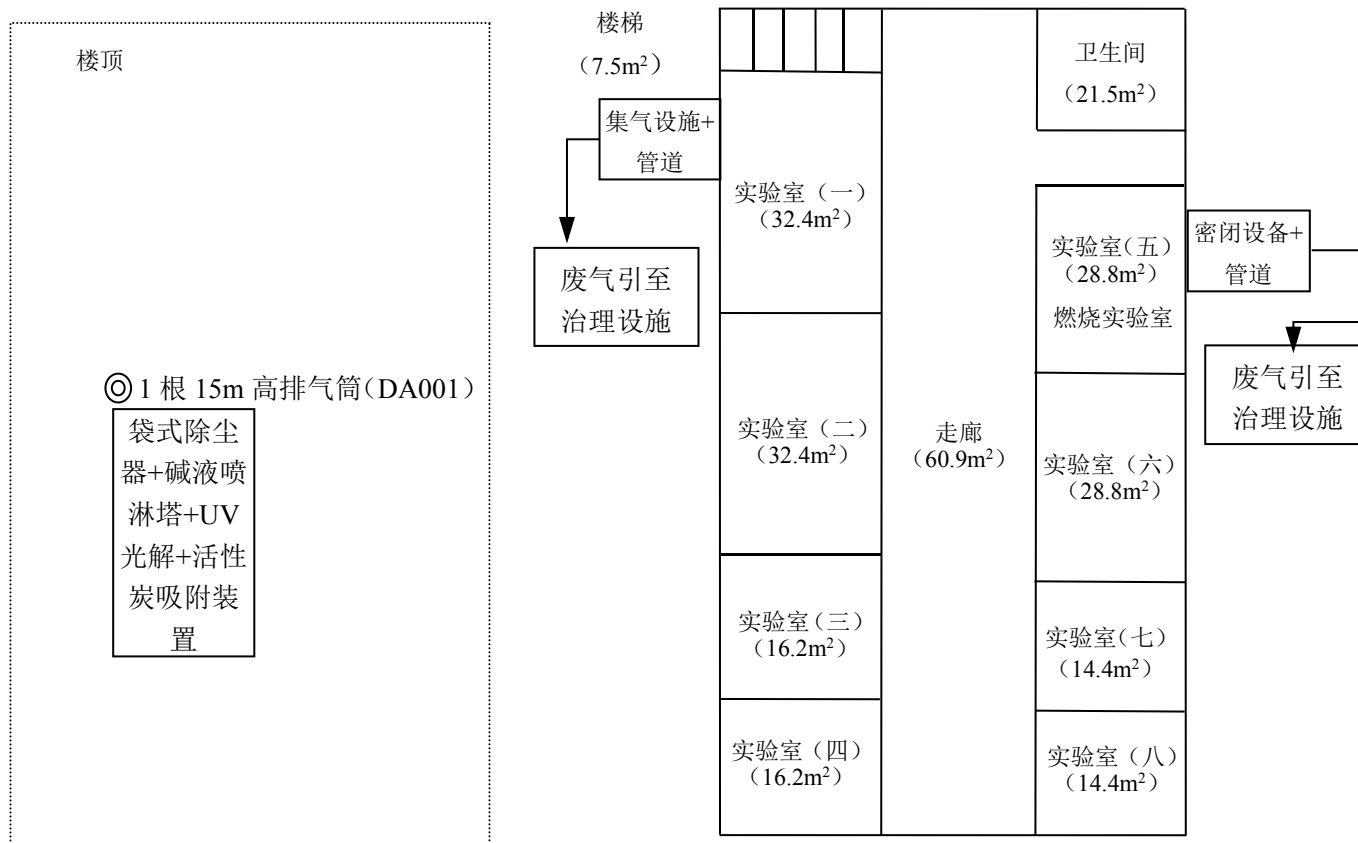 楼顶
◎1 根 15m 高排气筒(DA001)
袋式除尘
器+碱液喷
淋塔+UV
光解+活性
炭吸附装
置
楼梯
（7.5m²）
集气设施+
管道
废气引至
治理设施
实验室（一）
（32.4m²）
实验室（二）
（32.4m²）
实验室（三）
（16.2m²）
实验室（四）
（16.2m²）
走廊
（60.9m²）
卫生间
（21.5m²）
实验室（五）
（28.8m²）
燃烧实验室
实验室（六）
（28.8m²）
实验室（七）
（14.4m²）
实验室（八）
（14.4m²）
密闭设备+
管道
废气引至
治理设施